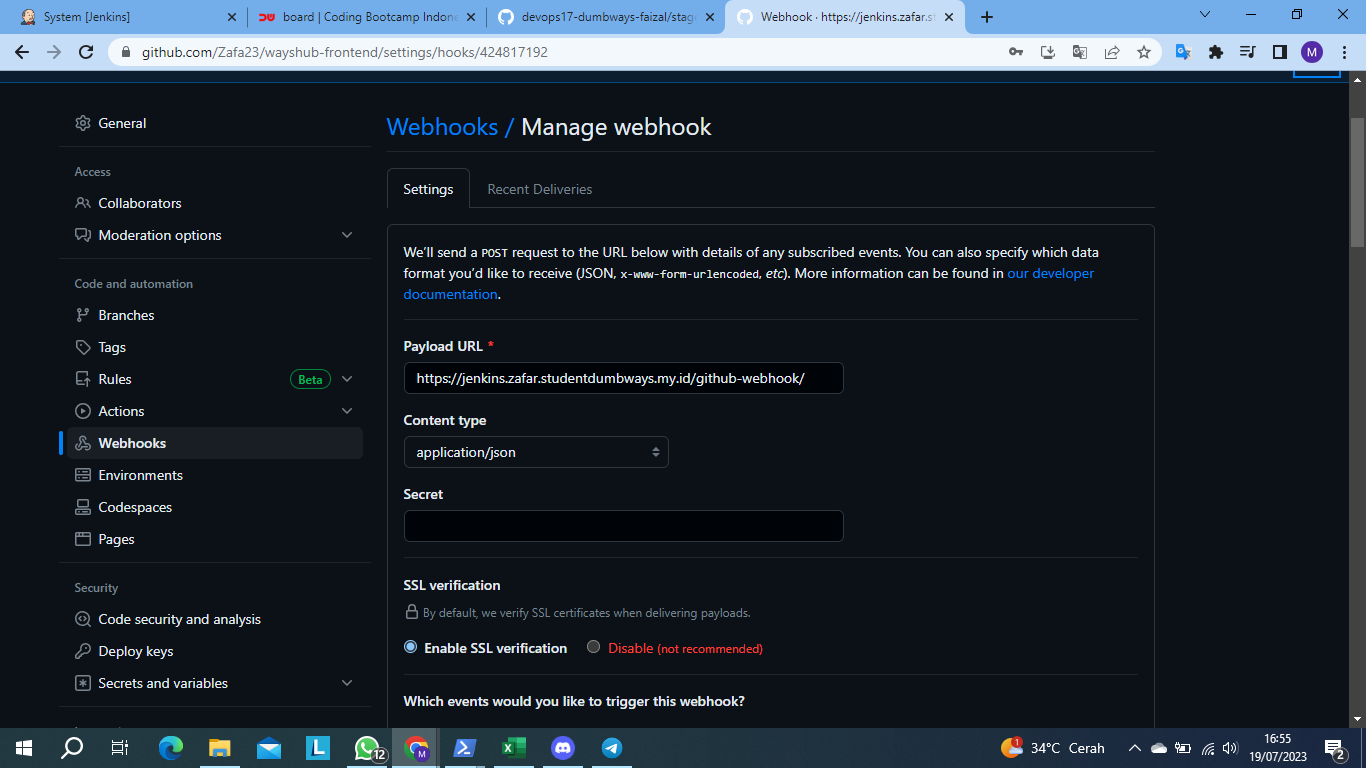 System [Jenkins]
board | Coding Bootcamp Indone
devops17-dumbways-faizal/stag
Webhook · https://jenkins.zafar.st
github.com/Zafa23/wayshub-frontend/settings/hooks/424817192
M
General
Access
Collaborators
Moderation options
Code and automation
Branches
Tags
Rules
Beta
Actions
Webhooks
Environments
Codespaces
Pages
Security
Code security and analysis
Deploy keys
Secrets and variables
Webhooks / Manage webhook
Settings
Recent Deliveries
We’ll send a POST request to the URL below with details of any subscribed events. You can also specify which data
format you’d like to receive (JSON, x-www-form-urlencoded, etc). More information can be found in our developer
documentation.
Payload URL *
https://jenkins.zafar.studentdumbways.my.id/github-webhook/
Content type
application/json
Secret
SSL verification
By default, we verify SSL certificates when delivering payloads.
Enable SSL verification
Disable (not recommended)
Which events would you like to trigger this webhook?
L
12
M
1
34°C Cerah
16:55
19/07/2023
2